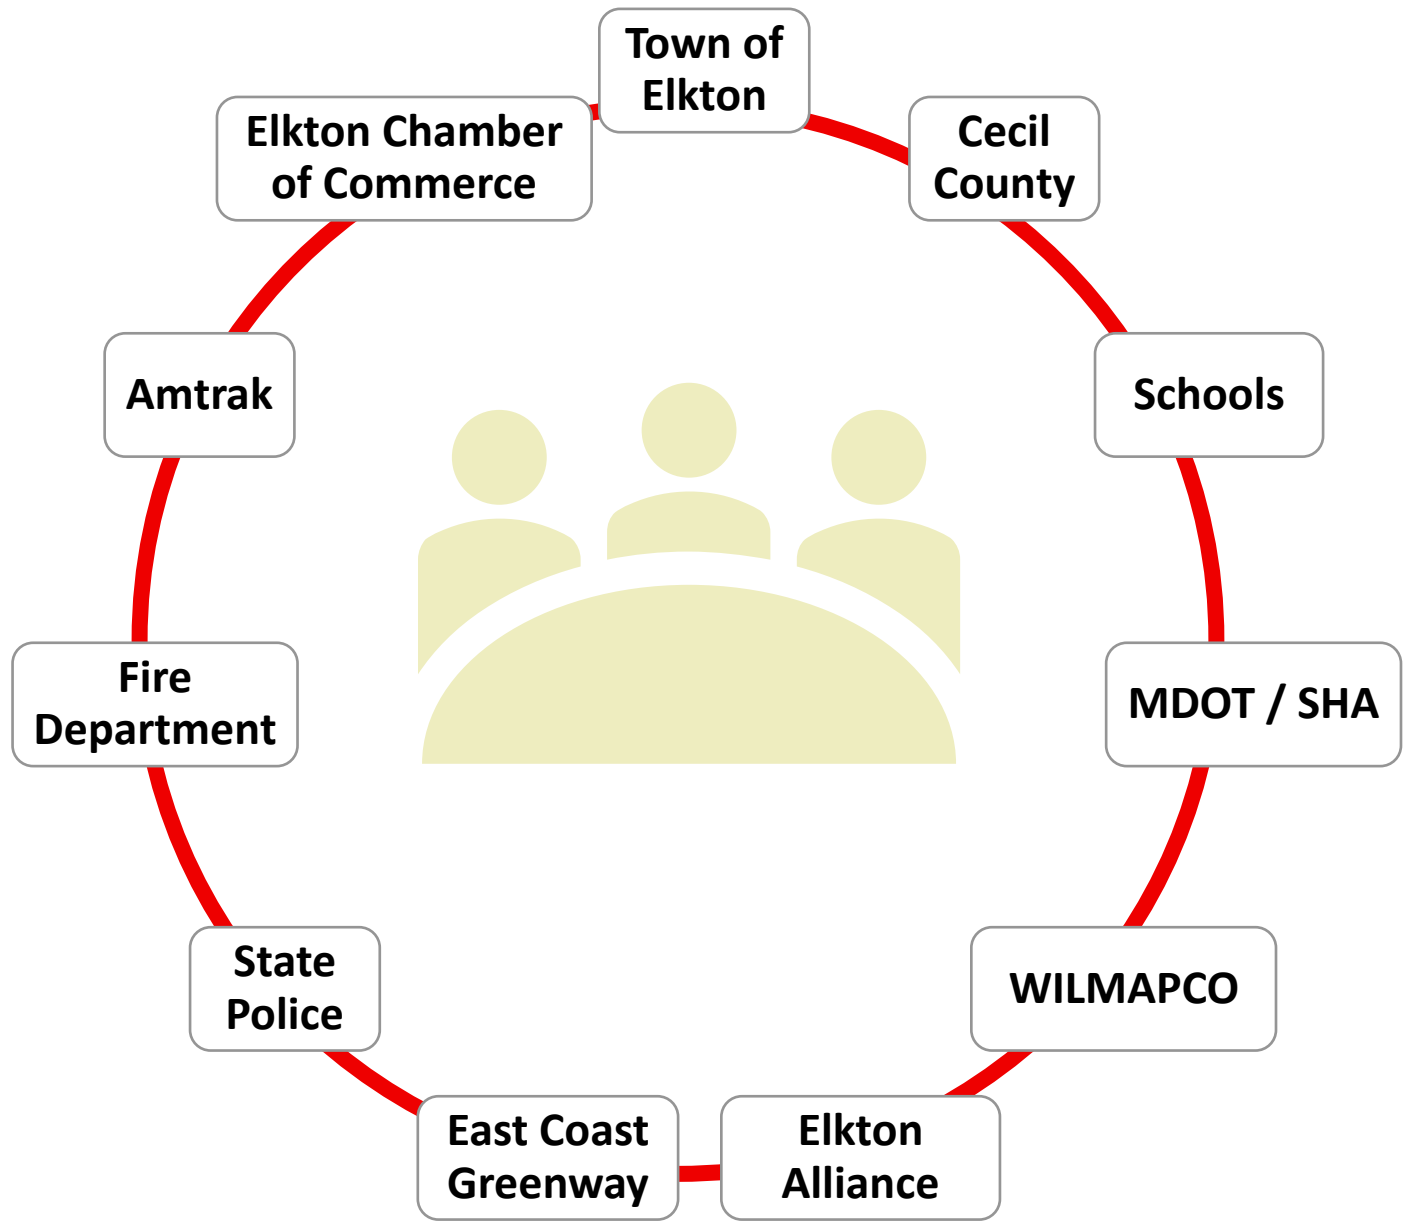 Town of
Elkton
Cecil
County
Schools
MDOT / SHA
WILMAPCO
Elkton
Alliance
East Coast
Greenway
State
Police
Fire
Department
Amtrak
Elkton Chamber
of Commerce